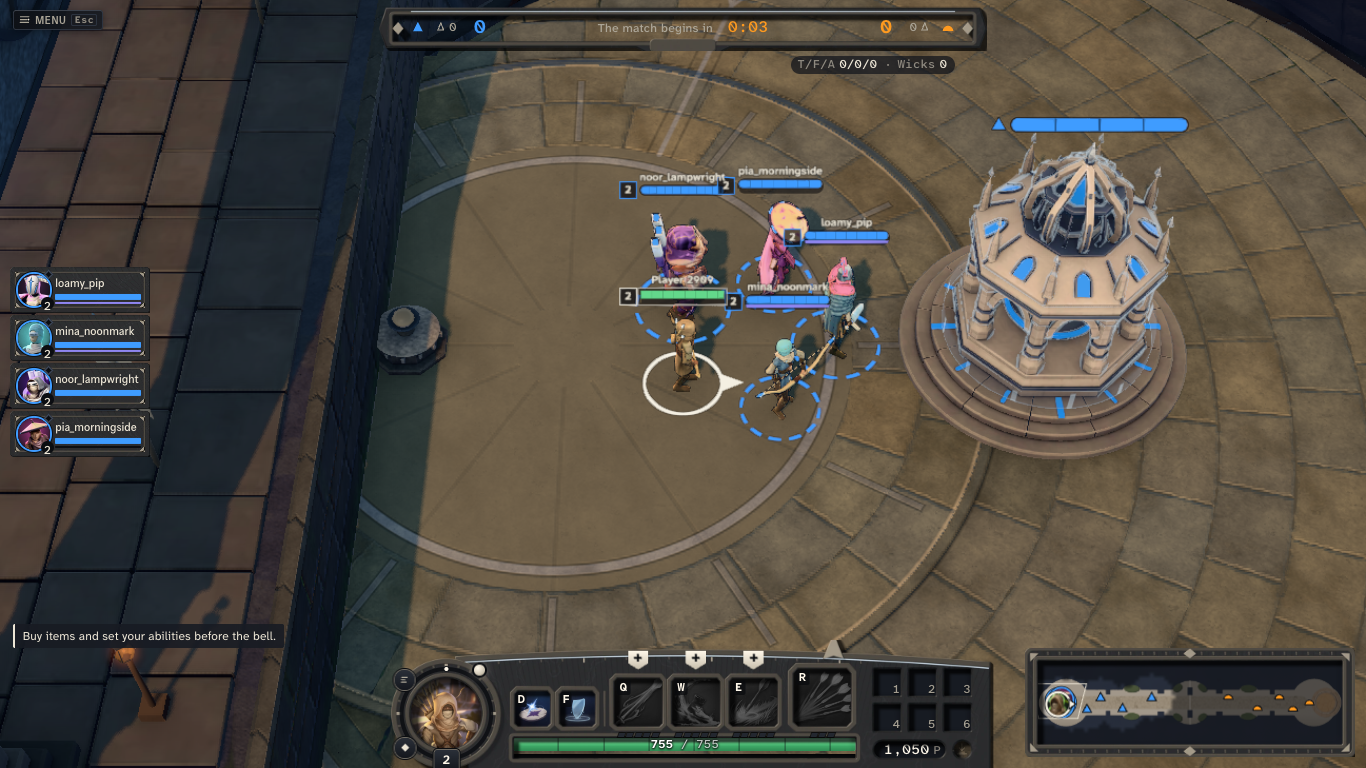 MENU Esc
Δ 0 0 The match begins in 0:03 0 0 Δ
T/F/A 0/0/0 · Wicks 0
pia_morningside
2
noor_lampwright
2
loamy_pip
2
Player2909
2
mina_noonmark
2
loamy_pip
2
mina_noonmark
2
noor_lampwright
2
pia_morningside
2
Buy items and set your abilities before the bell.
D F Q W E R
1 2 3
4 5 6
755 / 755
1,050 P
2